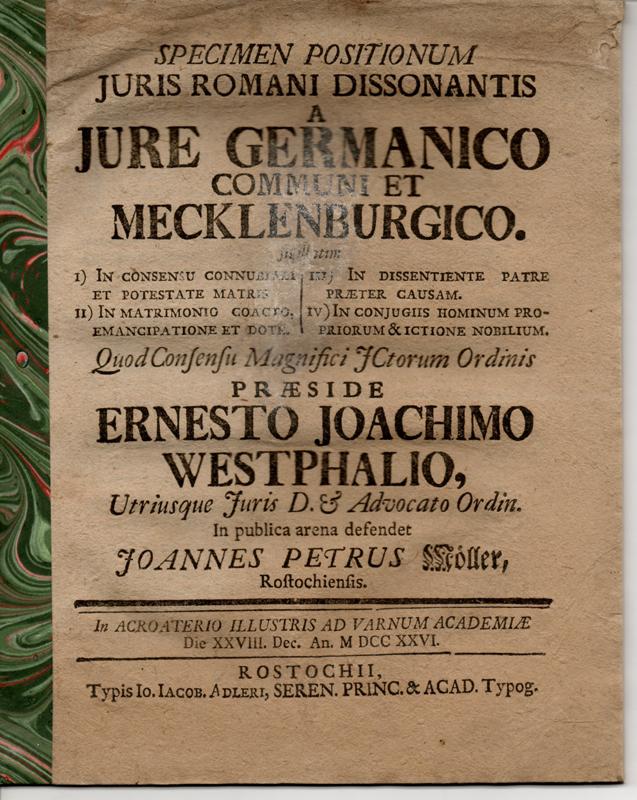 SPECIMEN POSITIONUM
JURIS ROMANI DISSONANTIS
A
JURE GERMANICO
COMMUNI ET
MECKLENBURGICO.
I) IN CONSENSU CONNUBIALI
ET POTESTATE MATRIS
II) IN MATRIMONIO COACTO,
EMANCIPATIONE ET DOTE.
III) IN DISSENTIENTE PATRE
PRÆTER CAUSAM.
IV) IN CONJUGIIS HOMINUM PRO-
PRIORUM & ICTIONE NOBILIUM.
Quod Consensu Magnifici JCtorum Ordinis
PRÆSIDE
ERNESTO JOACHIMO
WESTPHALIO,
Utriusque Juris D. & Advocato Ordin.
In publica arena defendet
JOANNES PETRUS Möller,
Rostochiensis.
In ACROATERIO ILLUSTRIS AD VARNUM ACADEMIÆ
Die XXVIII. Dec. An. M DCC XXVI.
ROSTOCHII,
Typis Io. IACOB. ADLERI, SEREN. PRINC. & ACAD. Typog.